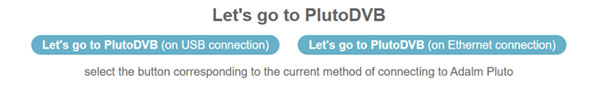 Let's go to PlutoDVB
Let's go to PlutoDVB (on USB connection) Let's go to PlutoDVB (on Ethernet connection)
select the button corresponding to the current method of connecting to Adalm Pluto